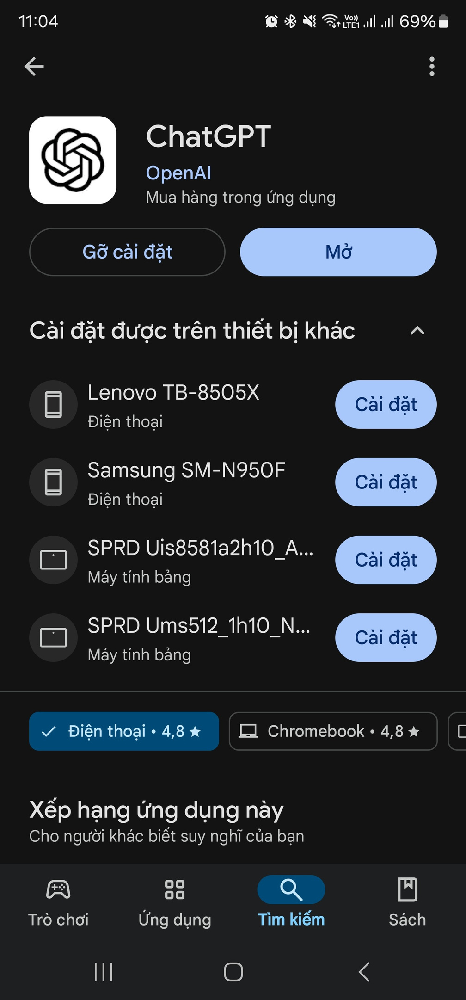 11:04
Vo)) LTE1 69%
ChatGPT
OpenAI
Mua hàng trong ứng dụng
Gỡ cài đặt
Mở
Cài đặt được trên thiết bị khác
Lenovo TB-8505X
Điện thoại
Cài đặt
Samsung SM-N950F
Điện thoại
Cài đặt
SPRD Uis8581a2h10_A...
Máy tính bảng
Cài đặt
SPRD Ums512_1h10_N...
Máy tính bảng
Cài đặt
Điện thoại • 4,8 ★
Chromebook • 4,8 ★
Xếp hạng ứng dụng này
Cho người khác biết suy nghĩ của bạn
Trò chơi
Ứng dụng
Tìm kiếm
Sách